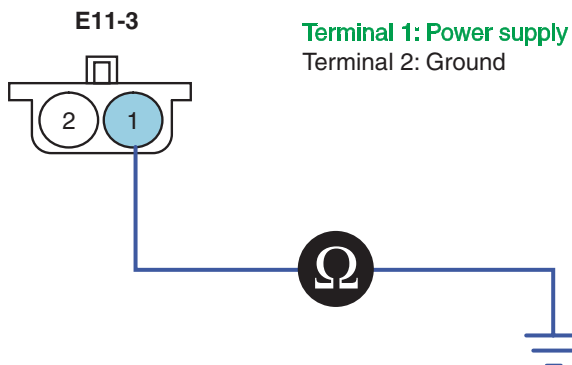 E11-3
Terminal 1: Power supply
Terminal 2: Ground
2 1
Ω